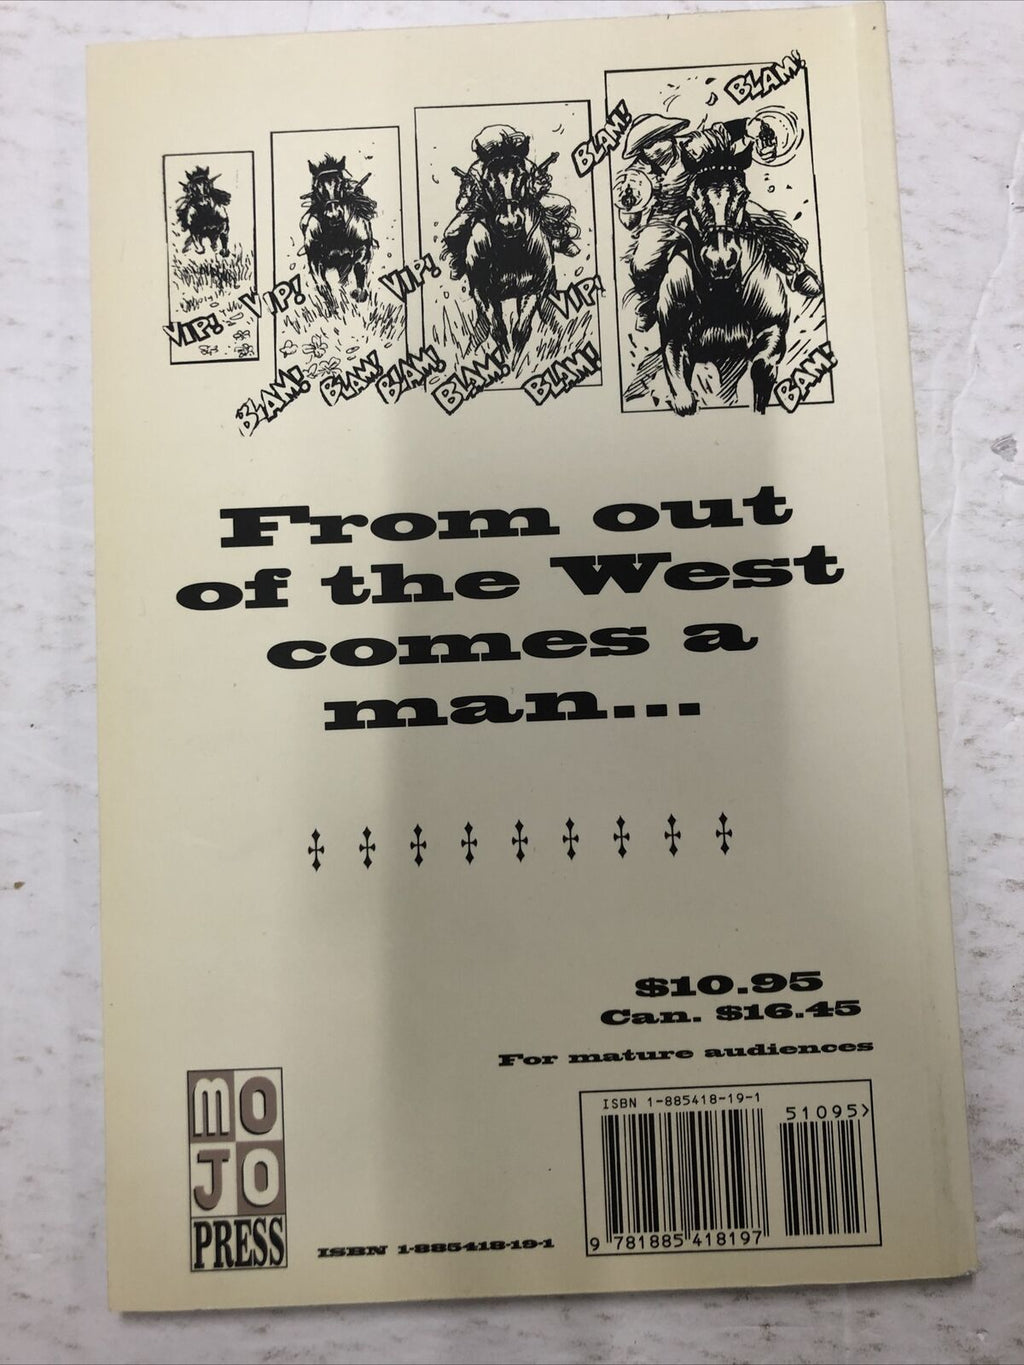 BLAM!
BLAM!
VIP!
VIP!
VIP!
VIP!
BLAM!
BLAM!
BLAM!
BLAM!
BLAM!
BAM!
From out
of the West
comes a
man...
$10.95
Can. $16.45
For mature audiences
MO
JO
PRESS
ISBN 1-885418-19-1
ISBN 1-885418-19-1
51095>
9 781885 418197